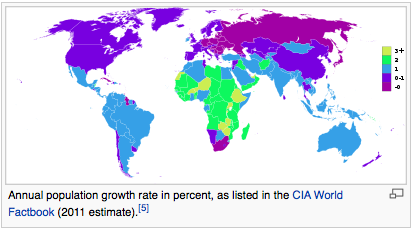 3+
2
1
0-1
-0
Annual population growth rate in percent, as listed in the CIA World
Factbook (2011 estimate).[5]